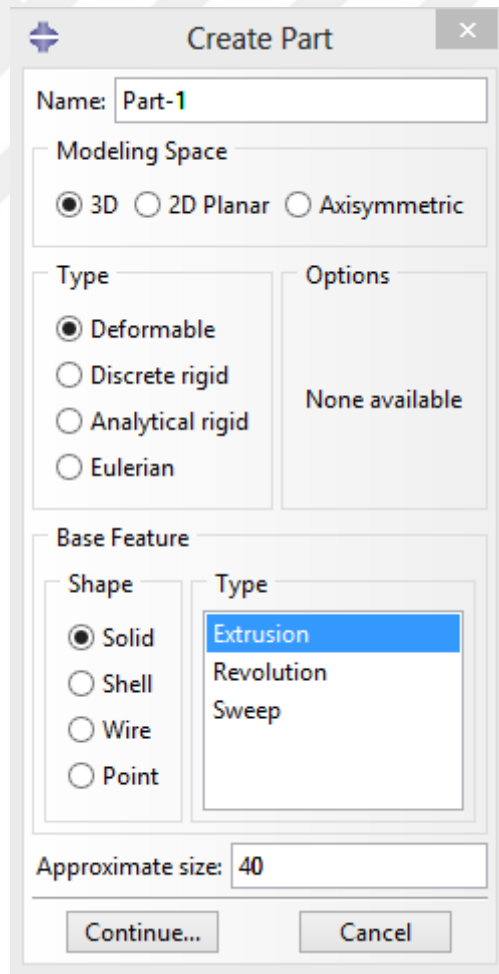 Create Part
Name: Part-1
Modeling Space
3D 2D Planar Axisymmetric
Type
Deformable
Discrete rigid
Analytical rigid
Eulerian
Options
None available
Base Feature
Shape
Solid
Shell
Wire
Point
Type
Extrusion
Revolution
Sweep
Approximate size: 40
Continue... Cancel